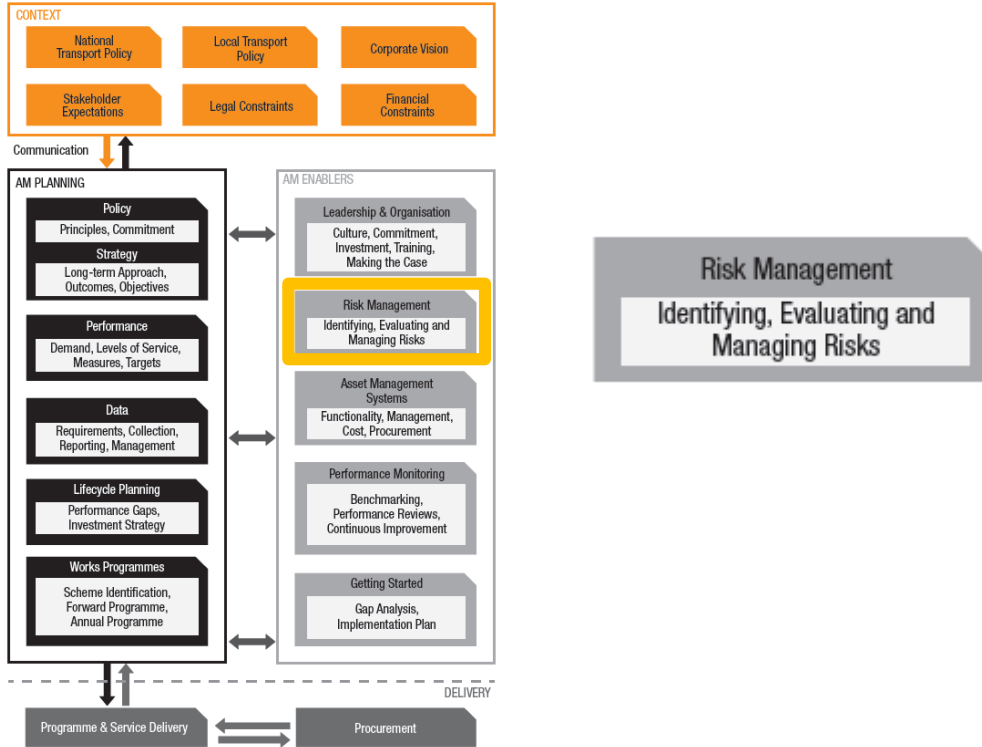 CONTEXT
National
Transport Policy
Local Transport
Policy
Corporate Vision
Stakeholder
Expectations
Legal Constraints
Financial
Constraints
Communication
AM PLANNING
Policy
Principles, Commitment
Strategy
Long-term Approach,
Outcomes, Objectives
Performance
Demand, Levels of Service,
Measures, Targets
Data
Requirements, Collection,
Reporting, Management
Lifecycle Planning
Performance Gaps,
Investment Strategy
Works Programmes
Scheme Identification,
Forward Programme,
Annual Programme
AM ENABLERS
Leadership & Organisation
Culture, Commitment,
Investment, Training,
Making the Case
Risk Management
Identifying, Evaluating and
Managing Risks
Asset Management
Systems
Functionality, Management,
Cost, Procurement
Performance Monitoring
Benchmarking,
Performance Reviews,
Continuous Improvement
Getting Started
Gap Analysis,
Implementation Plan
DELIVERY
Programme & Service Delivery
Procurement
Risk Management
Identifying, Evaluating and
Managing Risks